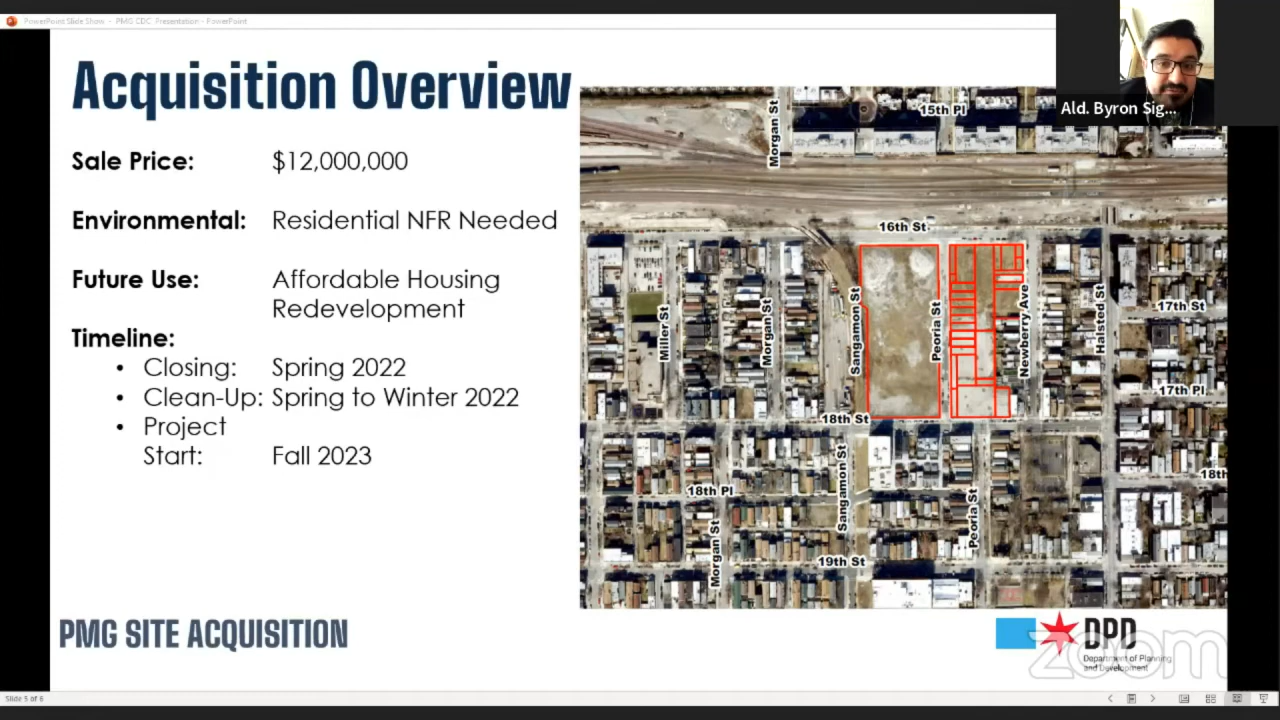 PowerPoint Slide Show - PMG CDC Presentation - PowerPoint
Acquisition Overview
Ald. Byron Sig...
Sale Price: $12,000,000
Environmental: Residential NFR Needed
Future Use: Affordable Housing
Redevelopment
Timeline:
• Closing: Spring 2022
• Clean-Up: Spring to Winter 2022
• Project
Start: Fall 2023
Morgan St
15th Pl
16th St
Miller St
Morgan St
Sangamon St
Peoria St
Newberry Ave
Halsted St
17th St
17th Pl
18th St
Sangamon St
18th
18th Pl
Peoria St
Morgan St
19th St
PMG SITE ACQUISITION
DPD
Department of Planning
and Development
zoom
Slide 5 of 6